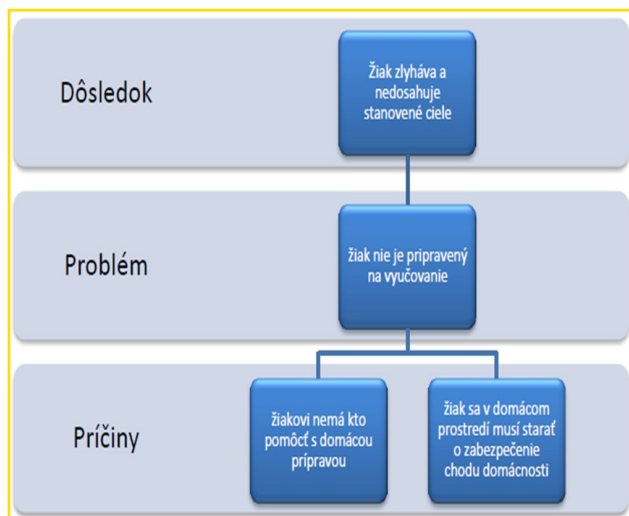 Dôsledok
Žiak zlyháva a
nedosahuje
stanovené ciele
Problém
žiak nie je pripravený
na vyučovanie
Príčiny
žiakovi nemá kto
pomôcť s domácou
prípravou
žiak sa v domácom
prostredí musí starať
o zabezpečenie
chodu domácnosti